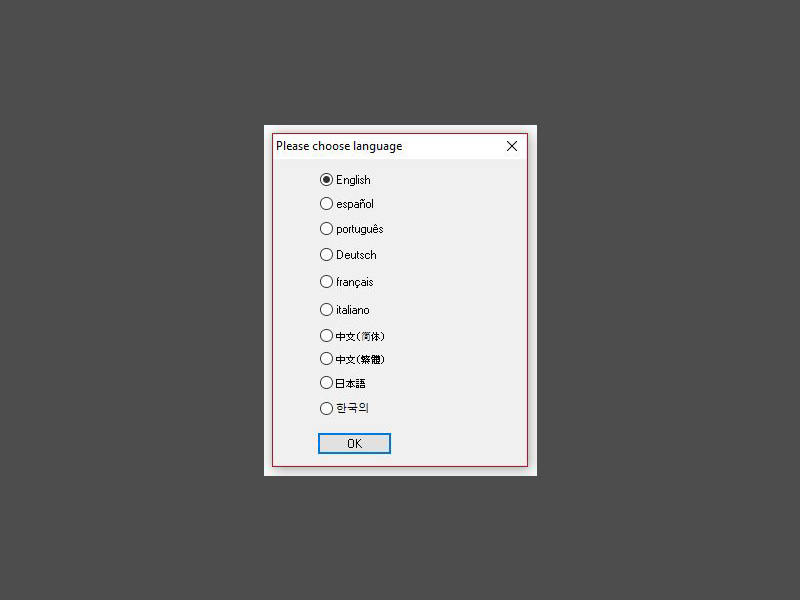 Please choose language
English
español
português
Deutsch
français
italiano
中文(简体)
中文(繁體)
日本語
한국의
OK